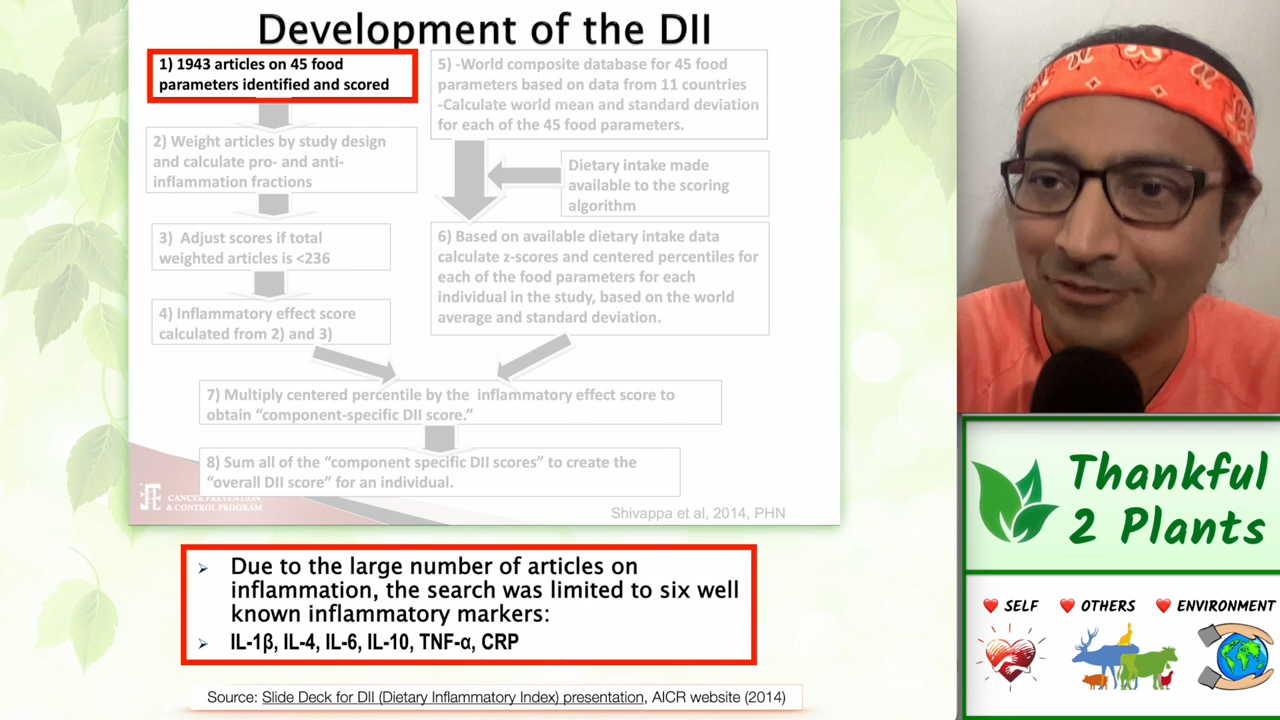 Development of the DII
1) 1943 articles on 45 food
parameters identified and scored
2) Weight articles by study design
and calculate pro- and anti-
inflammation fractions
3) Adjust scores if total
weighted articles is <236
4) Inflammatory effect score
calculated from 2) and 3)
5) -World composite database for 45 food
parameters based on data from 11 countries
-Calculate world mean and standard deviation
for each of the 45 food parameters.
Dietary intake made
available to the scoring
algorithm
6) Based on available dietary intake data
calculate z-scores and centered percentiles for
each of the food parameters for each
individual in the study, based on the world
average and standard deviation.
7) Multiply centered percentile by the inflammatory effect score to
obtain “component-specific DII score.”
8) Sum all of the “component specific DII scores” to create the
“overall DII score” for an individual.
CANCER PREVENTION
& CONTROL PROGRAM
Shivappa et al, 2014, PHN
Due to the large number of articles on
inflammation, the search was limited to six well
known inflammatory markers:
IL-1β, IL-4, IL-6, IL-10, TNF-α, CRP
Source: Slide Deck for DII (Dietary Inflammatory Index) presentation, AICR website (2014)
Thankful
2 Plants
SELF
OTHERS
ENVIRONMENT